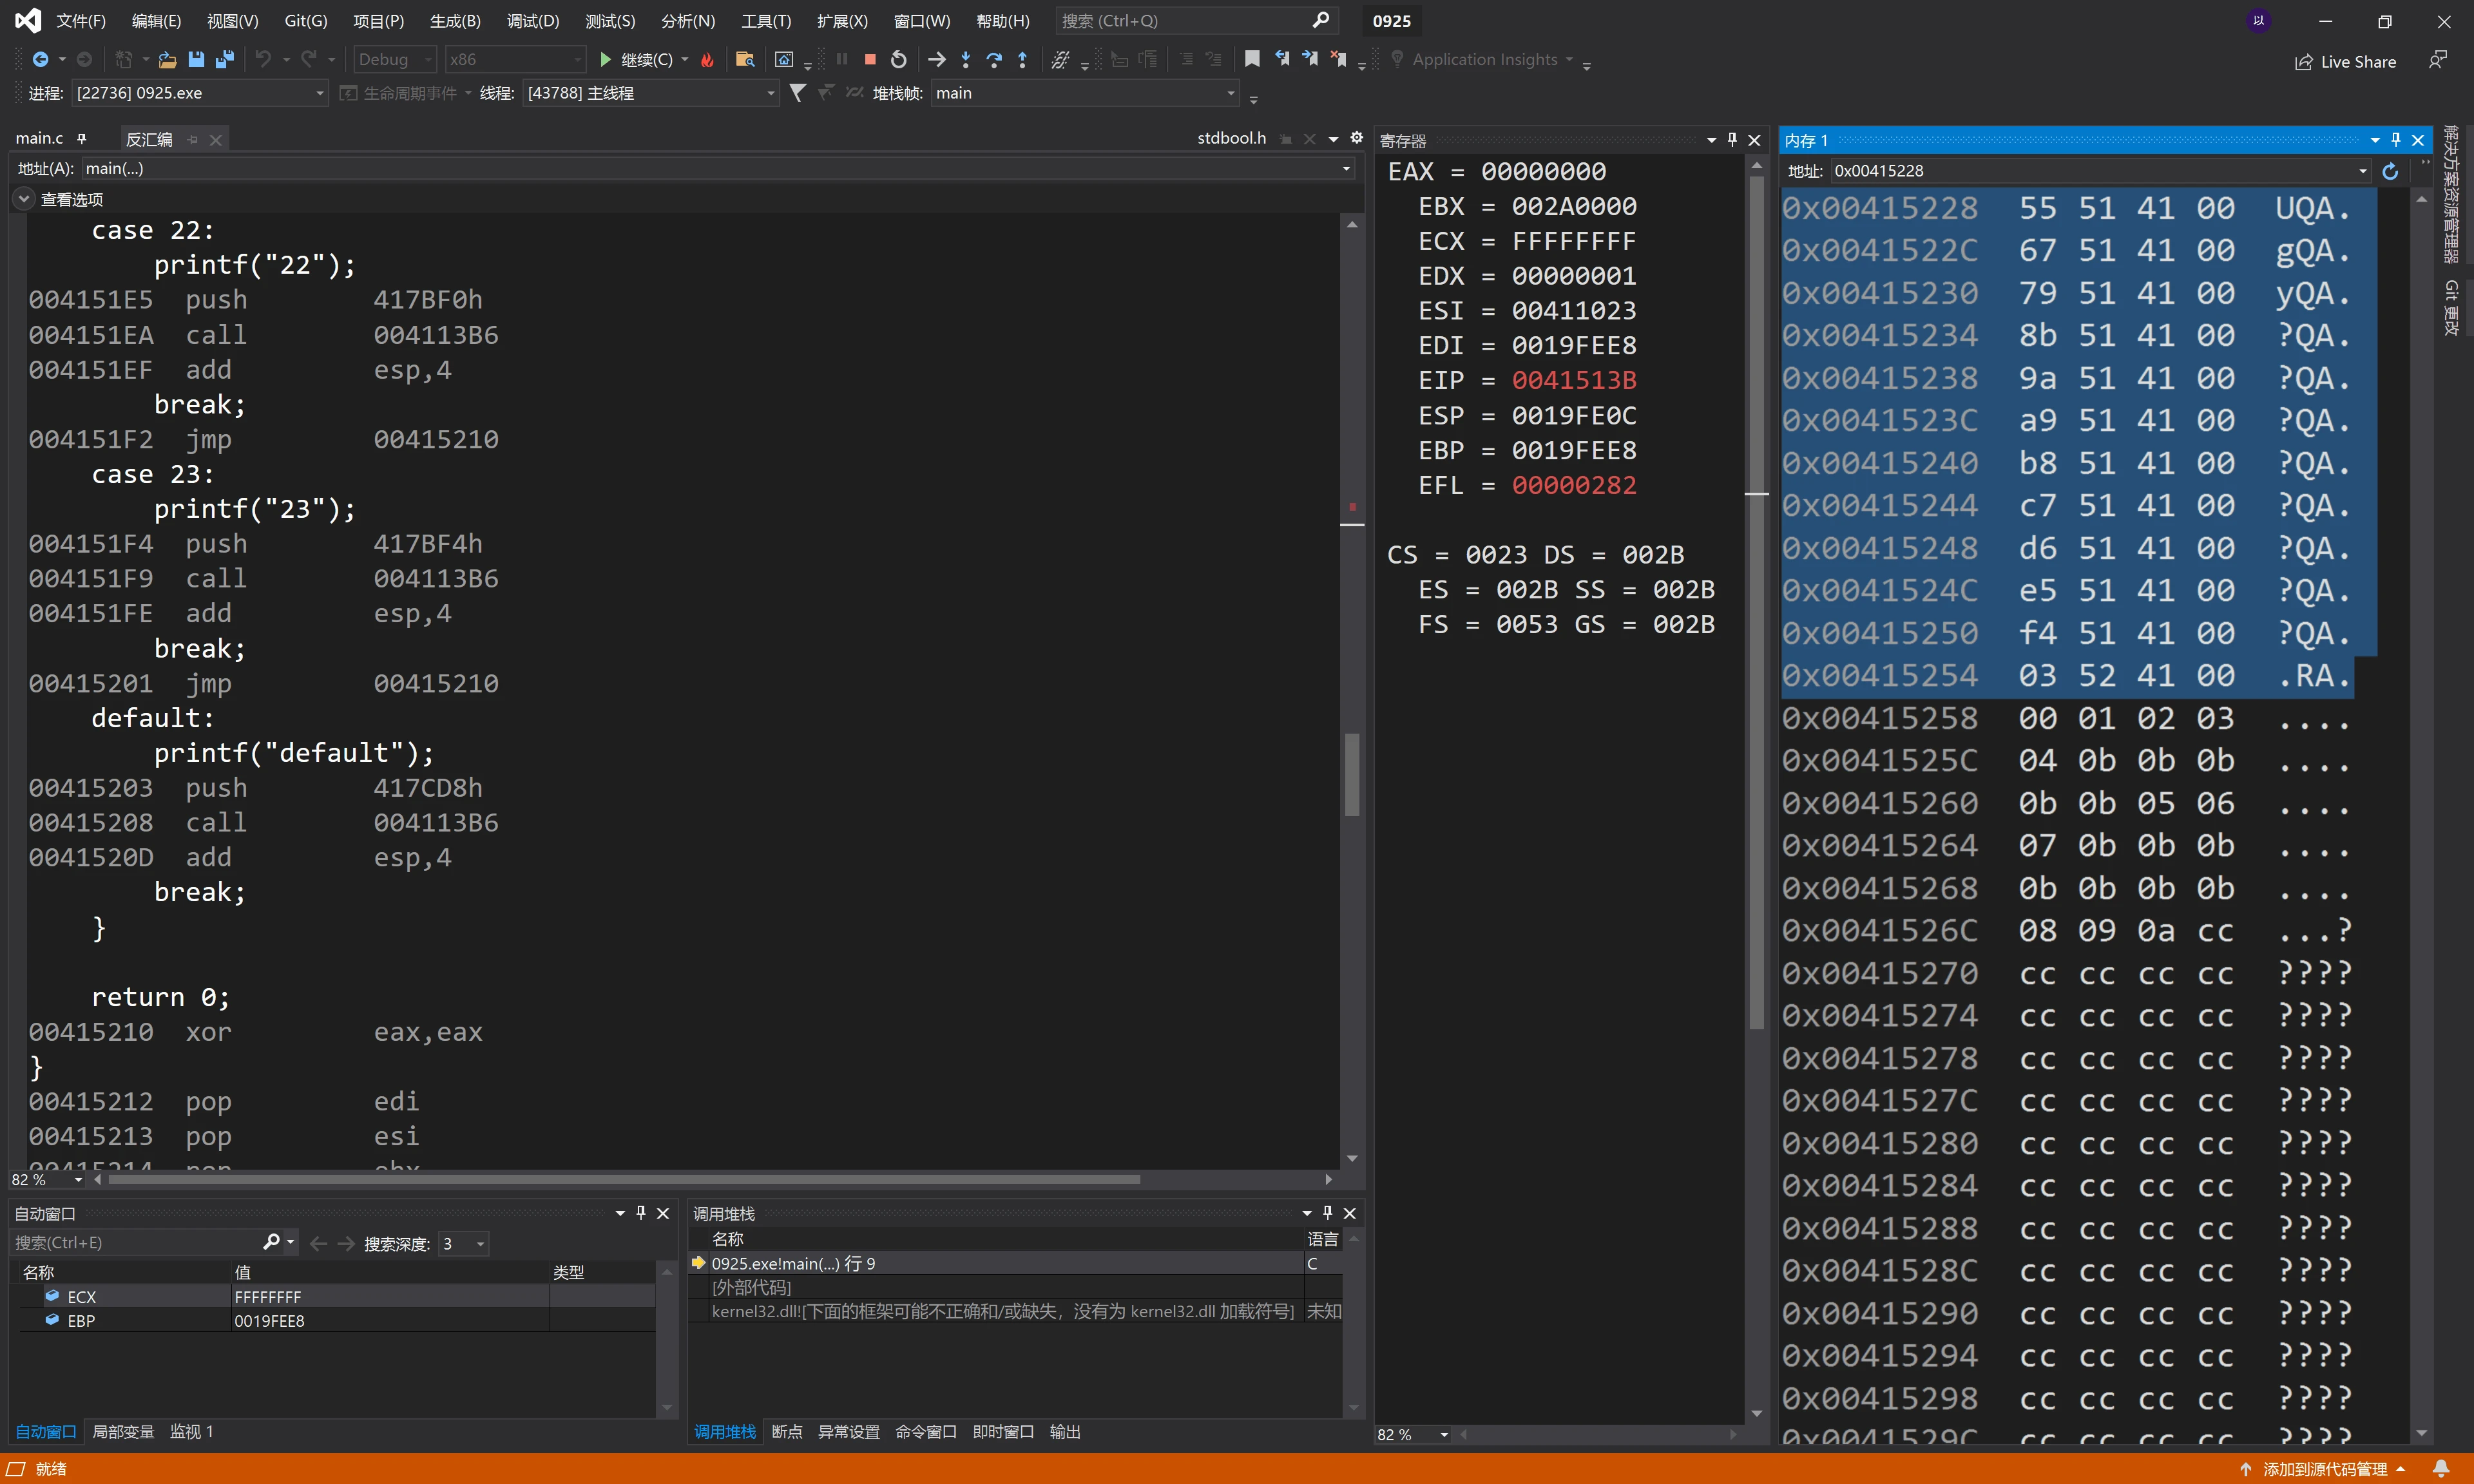 文件(F) 编辑(E) 视图(V) Git(G) 项目(P) 生成(B) 调试(D) 测试(S) 分析(N) 工具(T) 扩展(X) 窗口(W) 帮助(H) 搜索 (Ctrl+Q) 0925 以
Debug x86 继续(C) Application Insights Live Share
进程: [22736] 0925.exe 生命周期事件 线程: [43788] 主线程 堆栈帧: main
main.c 反汇编 stdbool.h
地址(A): main(...)
查看选项
case 22:
printf("22");
004151E5 push 417BF0h
004151EA call 004113B6
004151EF add esp,4
break;
004151F2 jmp 00415210
case 23:
printf("23");
004151F4 push 417BF4h
004151F9 call 004113B6
004151FE add esp,4
break;
00415201 jmp 00415210
default:
printf("default");
00415203 push 417CD8h
00415208 call 004113B6
0041520D add esp,4
break;
}
return 0;
00415210 xor eax,eax
}
00415212 pop edi
00415213 pop esi
00415214 pop ebx
82 %
寄存器
EAX = 00000000
EBX = 002A0000
ECX = FFFFFFFF
EDX = 00000001
ESI = 00411023
EDI = 0019FEE8
EIP = 0041513B
ESP = 0019FE0C
EBP = 0019FEE8
EFL = 00000282
CS = 0023 DS = 002B
ES = 002B SS = 002B
FS = 0053 GS = 002B
82 %
内存 1
地址: 0x00415228
0x00415228 55 51 41 00 UQA.
0x0041522C 67 51 41 00 gQA.
0x00415230 79 51 41 00 yQA.
0x00415234 8b 51 41 00 ?QA.
0x00415238 9a 51 41 00 ?QA.
0x0041523C a9 51 41 00 ?QA.
0x00415240 b8 51 41 00 ?QA.
0x00415244 c7 51 41 00 ?QA.
0x00415248 d6 51 41 00 ?QA.
0x0041524C e5 51 41 00 ?QA.
0x00415250 f4 51 41 00 ?QA.
0x00415254 03 52 41 00 .RA.
0x00415258 00 01 02 03 ....
0x0041525C 04 0b 0b 0b ....
0x00415260 0b 0b 05 06 ....
0x00415264 07 0b 0b 0b ....
0x00415268 0b 0b 0b 0b ....
0x0041526C 08 09 0a cc ...?
0x00415270 cc cc cc cc ????
0x00415274 cc cc cc cc ????
0x00415278 cc cc cc cc ????
0x0041527C cc cc cc cc ????
0x00415280 cc cc cc cc ????
0x00415284 cc cc cc cc ????
0x00415288 cc cc cc cc ????
0x0041528C cc cc cc cc ????
0x00415290 cc cc cc cc ????
0x00415294 cc cc cc cc ????
0x00415298 cc cc cc cc ????
0x0041529C cc cc cc cc ????
解决方案资源管理器
Git 更改
自动窗口
搜索(Ctrl+E) 搜索深度: 3
名称 值 类型
ECX FFFFFFFF
EBP 0019FEE8
自动窗口 局部变量 监视 1
调用堆栈
名称 语言
0925.exe!main(...) 行 9 C
[外部代码]
kernel32.dll![下面的框架可能不正确和/或缺失，没有为 kernel32.dll 加载符号] 未知
调用堆栈 断点 异常设置 命令窗口 即时窗口 输出
就绪 添加到源代码管理